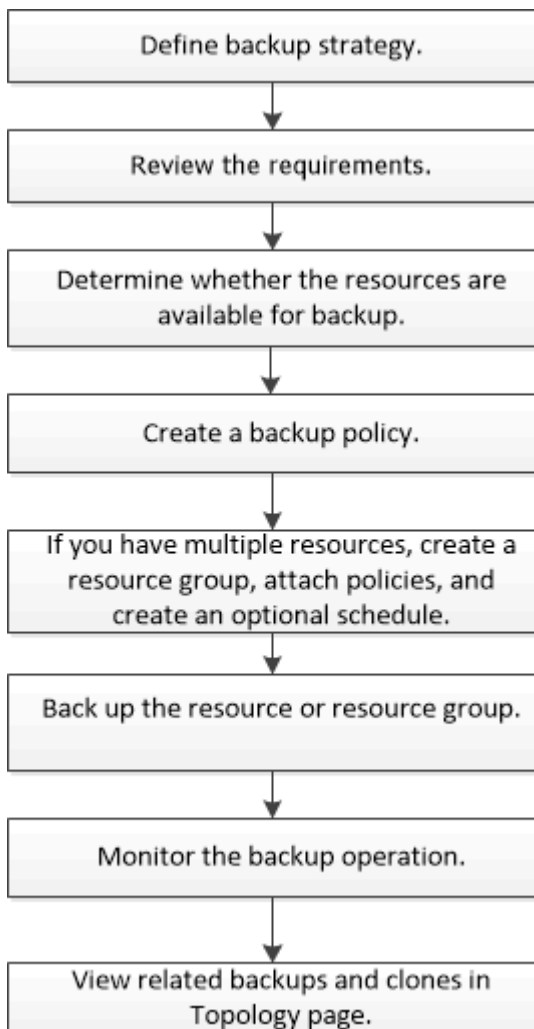 Define backup strategy.
Review the requirements.
Determine whether the resources are
available for backup.
Create a backup policy.
If you have multiple resources, create a
resource group, attach policies, and
create an optional schedule.
Back up the resource or resource group.
Monitor the backup operation.
View related backups and clones in
Topology page.